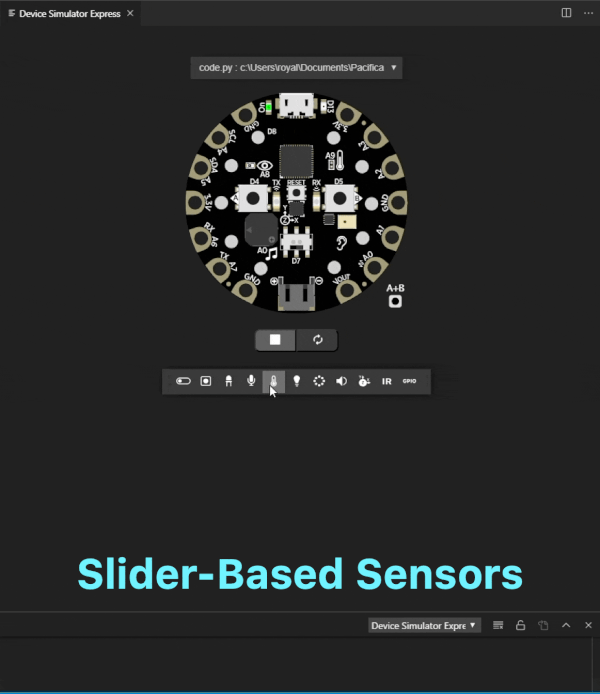 Device Simulator Express
code.py : c:\Users\royal\Documents\Pacifica
On
D13
GND
3.3V
D8
SCL
A4
A3
A9
SDA
A5
A8
A2
D4
TX
RESET
RX
D5
3.3V
A
B
GND
Y
Z
X
RX
A6
A1
A0
D7
TX
A7
A0
GND
VOUT
A+B
IR
GPIO
Slider-Based Sensors
Device Simulator Expre